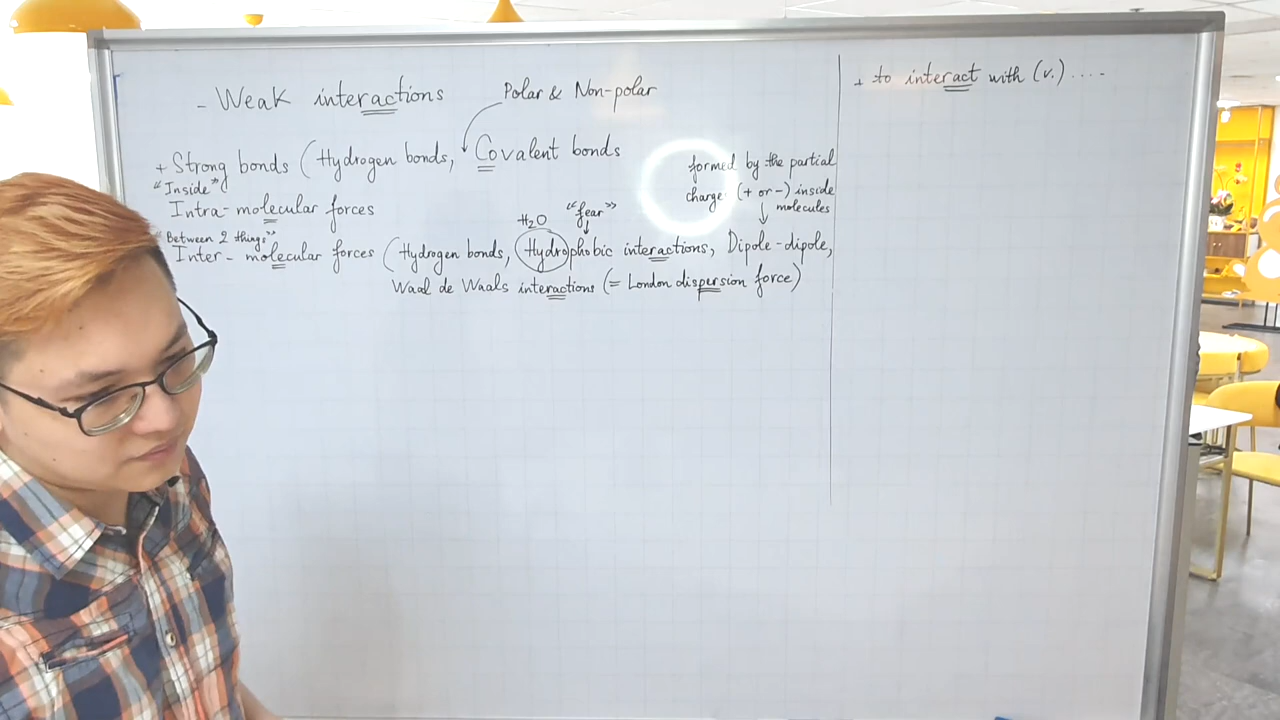 - Weak interactions
Polar & Non-polar
+ Strong bonds (Hydrogen bonds, Covalent bonds
"Inside"
Intra-molecular forces
"Between 2 things"
Inter-molecular forces (Hydrogen bonds, Hydrophobic interactions, Dipole-dipole,
H₂O
"fear"
Waal de Waals interactions (= London dispersion force)
formed by the partial
charge (+ or -) inside
molecules
+ to interact with (v.) ....